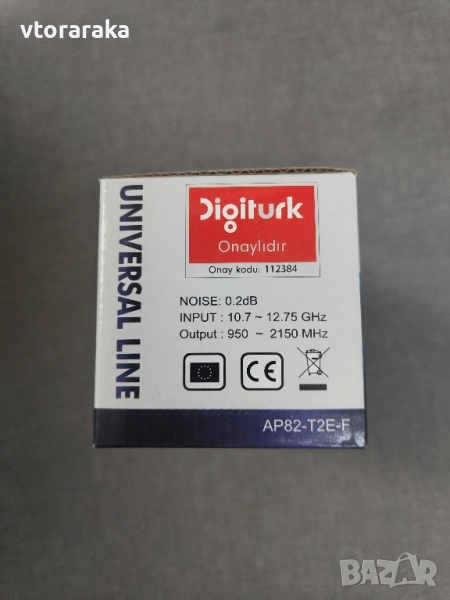 vtoraraka
UNIVERSAL LINE
Digiturk
Onaylıdır
Onay kodu: 112384
NOISE: 0.2dB
INPUT : 10.7 ~ 12.75 GHz
Output : 950 ~ 2150 MHz
CE
AP82-T2E-F
BAZAR